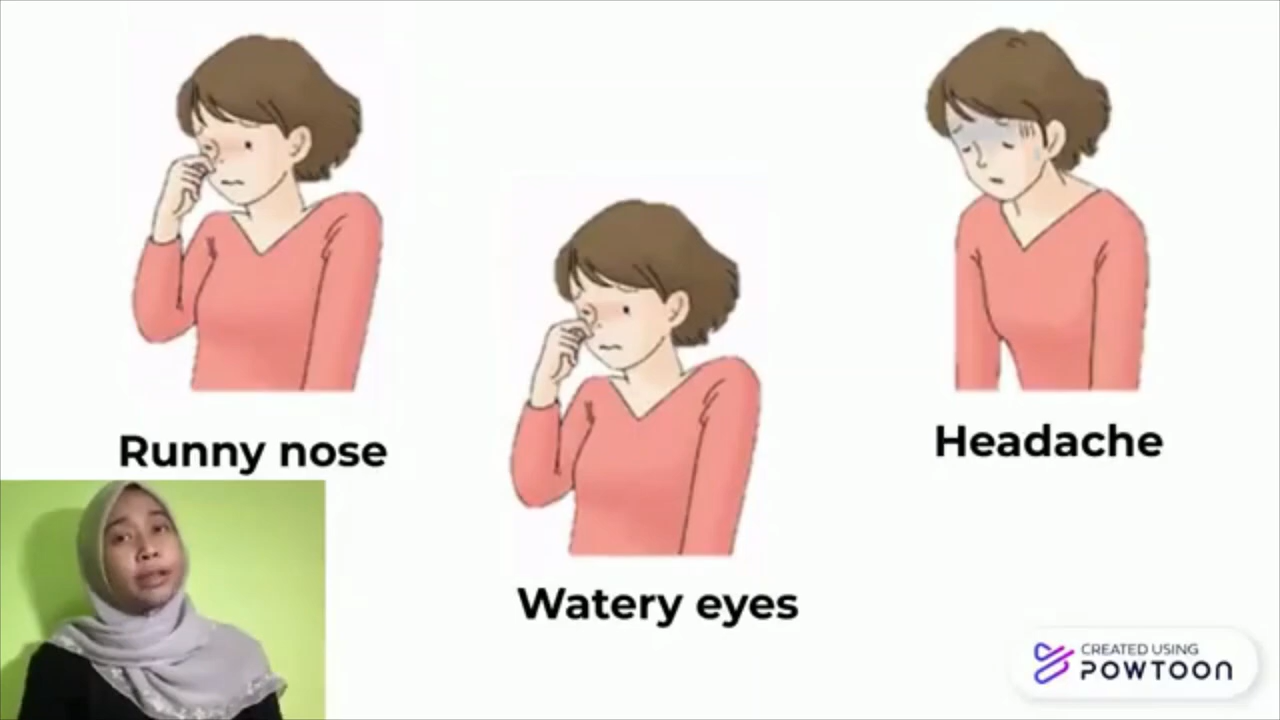 Runny nose
Watery eyes
Headache
CREATED USING
POWTOON